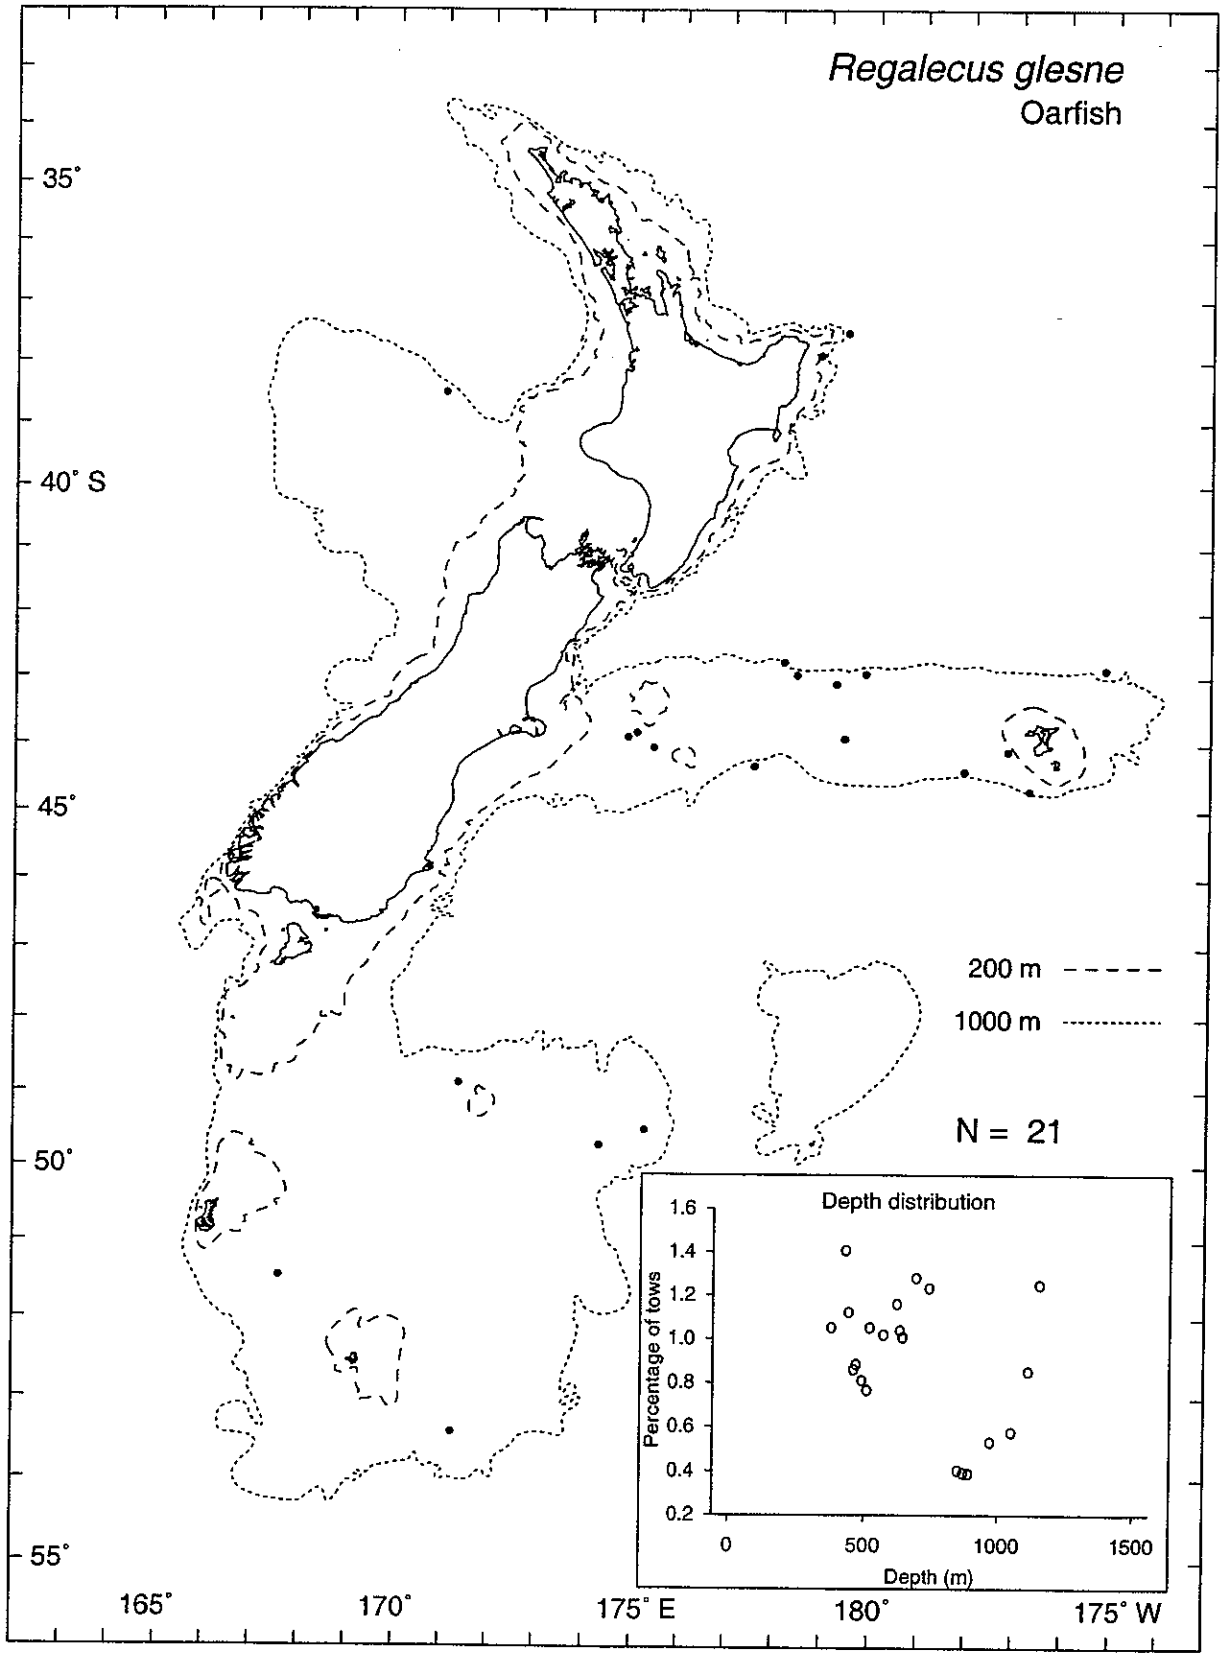 Regalecus glesne
Oarfish
35°
40° S
45°
50°
55°
200 m
1000 m
N = 21
Depth distribution
Percentage of tows
1.6
1.4
1.2
1.0
0.8
0.6
0.4
0.2
0 500 1000 1500
Depth (m)
165° 170° 175° E 180° 175° W